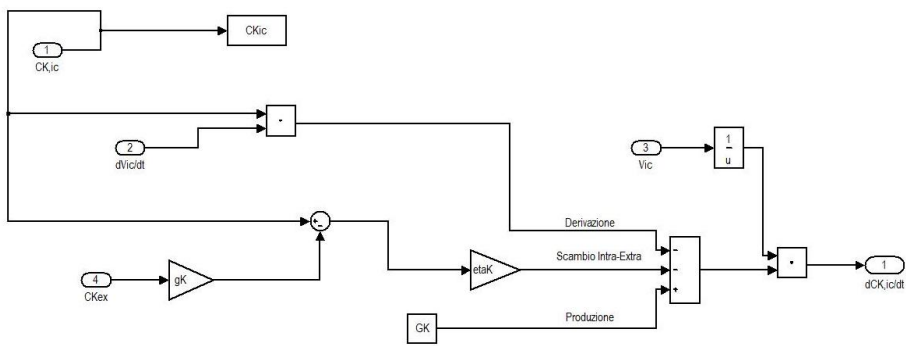 CKic
1
CK,ic
2
dVic/dt
3
Vic
1
u
Derivazione
Scambio Intra-Extra
4
CKex
gK
etaK
GK
Produzione
1
dCK,ic/dt